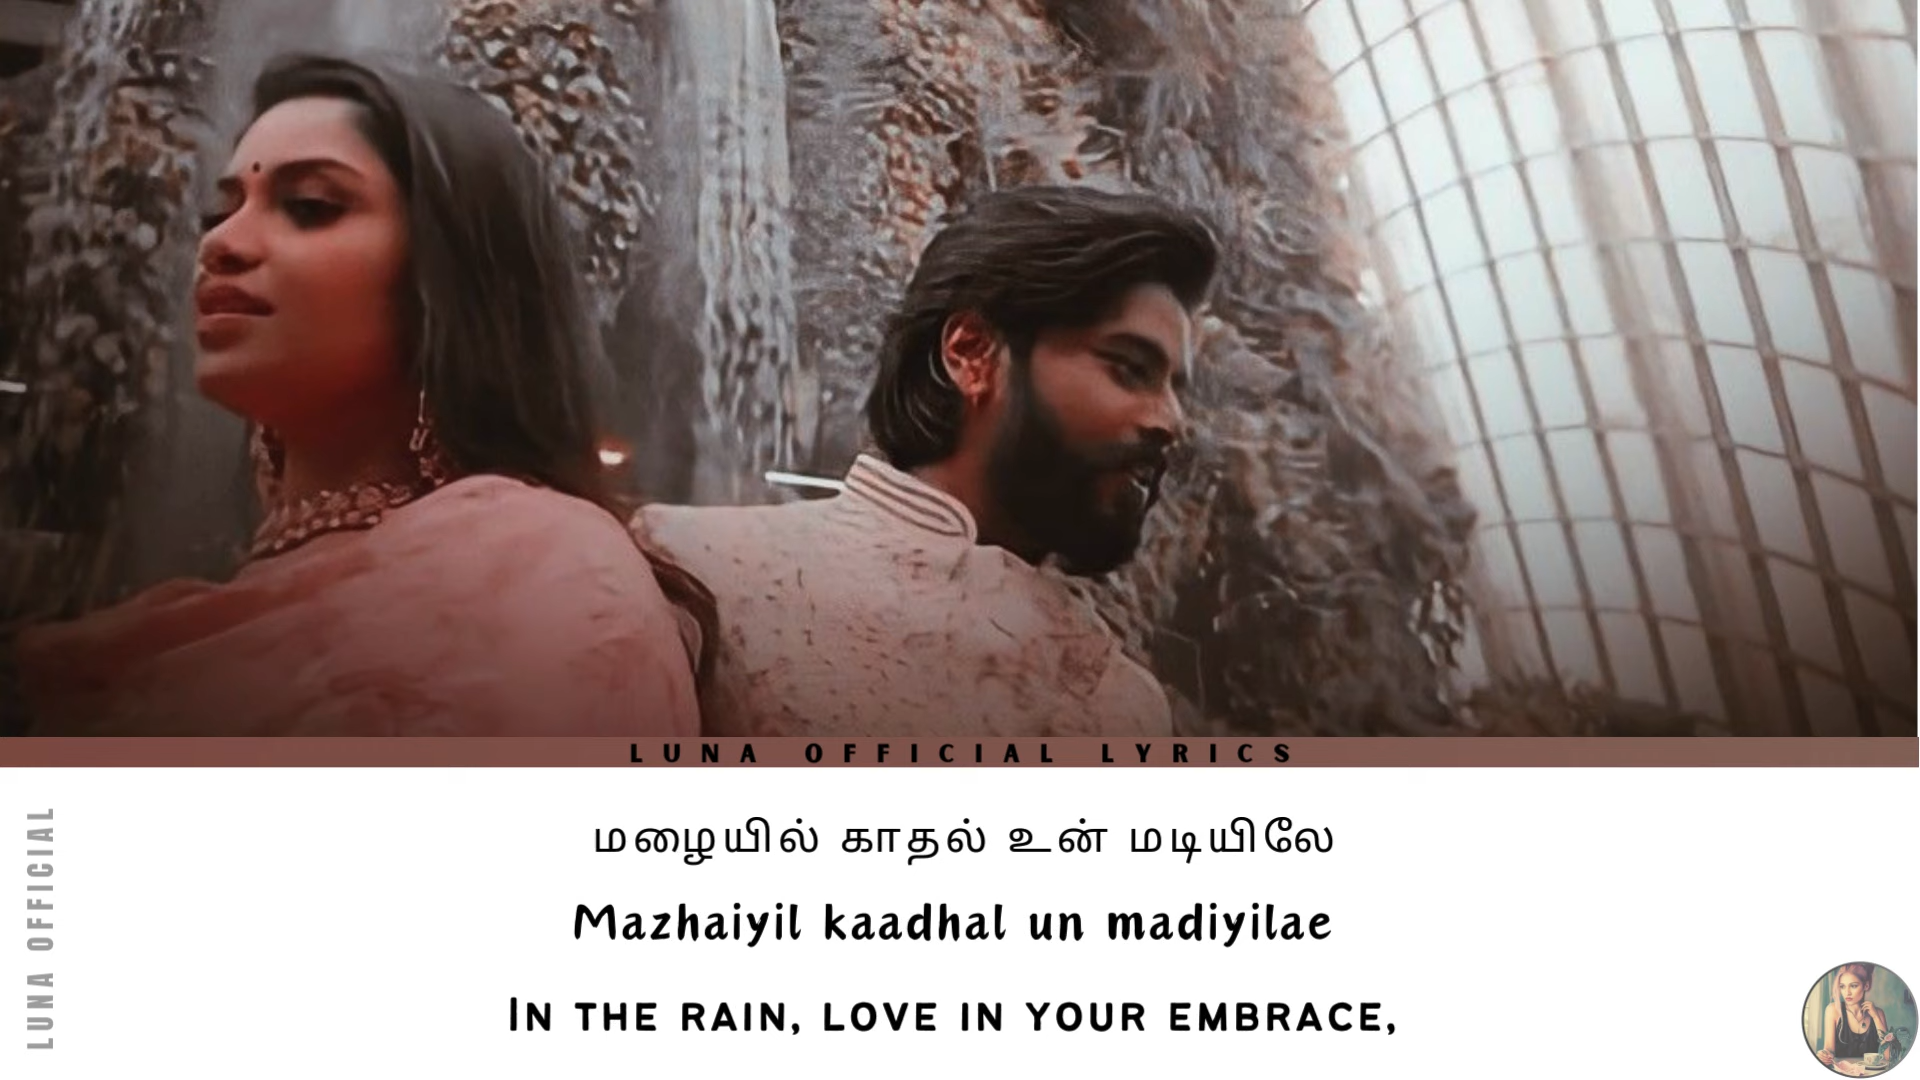 LUNA OFFICIAL LYRICS
LUNA OFFICIAL
மழையில் காதல் உன் மடியிலே
Mazhaiyil kaadhal un madiyilae
IN THE RAIN, LOVE IN YOUR EMBRACE,